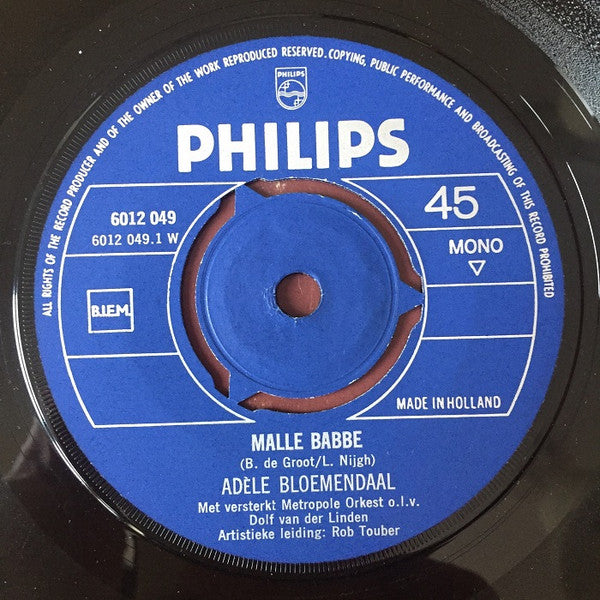 ALL RIGHTS OF THE RECORD PRODUCER AND OF THE OWNER OF THE WORK REPRODUCED RESERVED. COPYING, PUBLIC PERFORMANCE AND BROADCASTING OF THIS RECORD PROHIBITED
PHILIPS
PHILIPS
6012 049
6012 049.1 W
45
MONO
B.I.E.M.
MADE IN HOLLAND
MALLE BABBE
(B. de Groot/L. Nijgh)
ADÈLE BLOEMENDAAL
Met versterkt Metropole Orkest o.l.v.
Dolf van der Linden
Artistieke leiding: Rob Touber